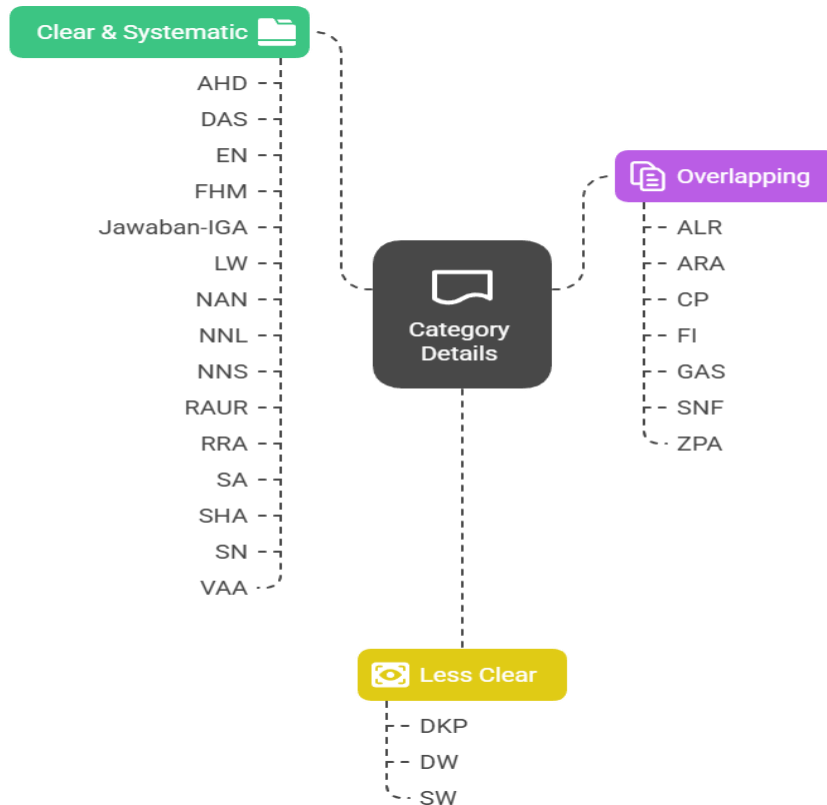 Clear & Systematic
AHD
DAS
EN
FHM
Jawaban-IGA
LW
NAN
NNL
NNS
RAUR
RRA
SA
SHA
SN
VAA
Category
Details
Overlapping
ALR
ARA
CP
FI
GAS
SNF
ZPA
Less Clear
DKP
DW
SW